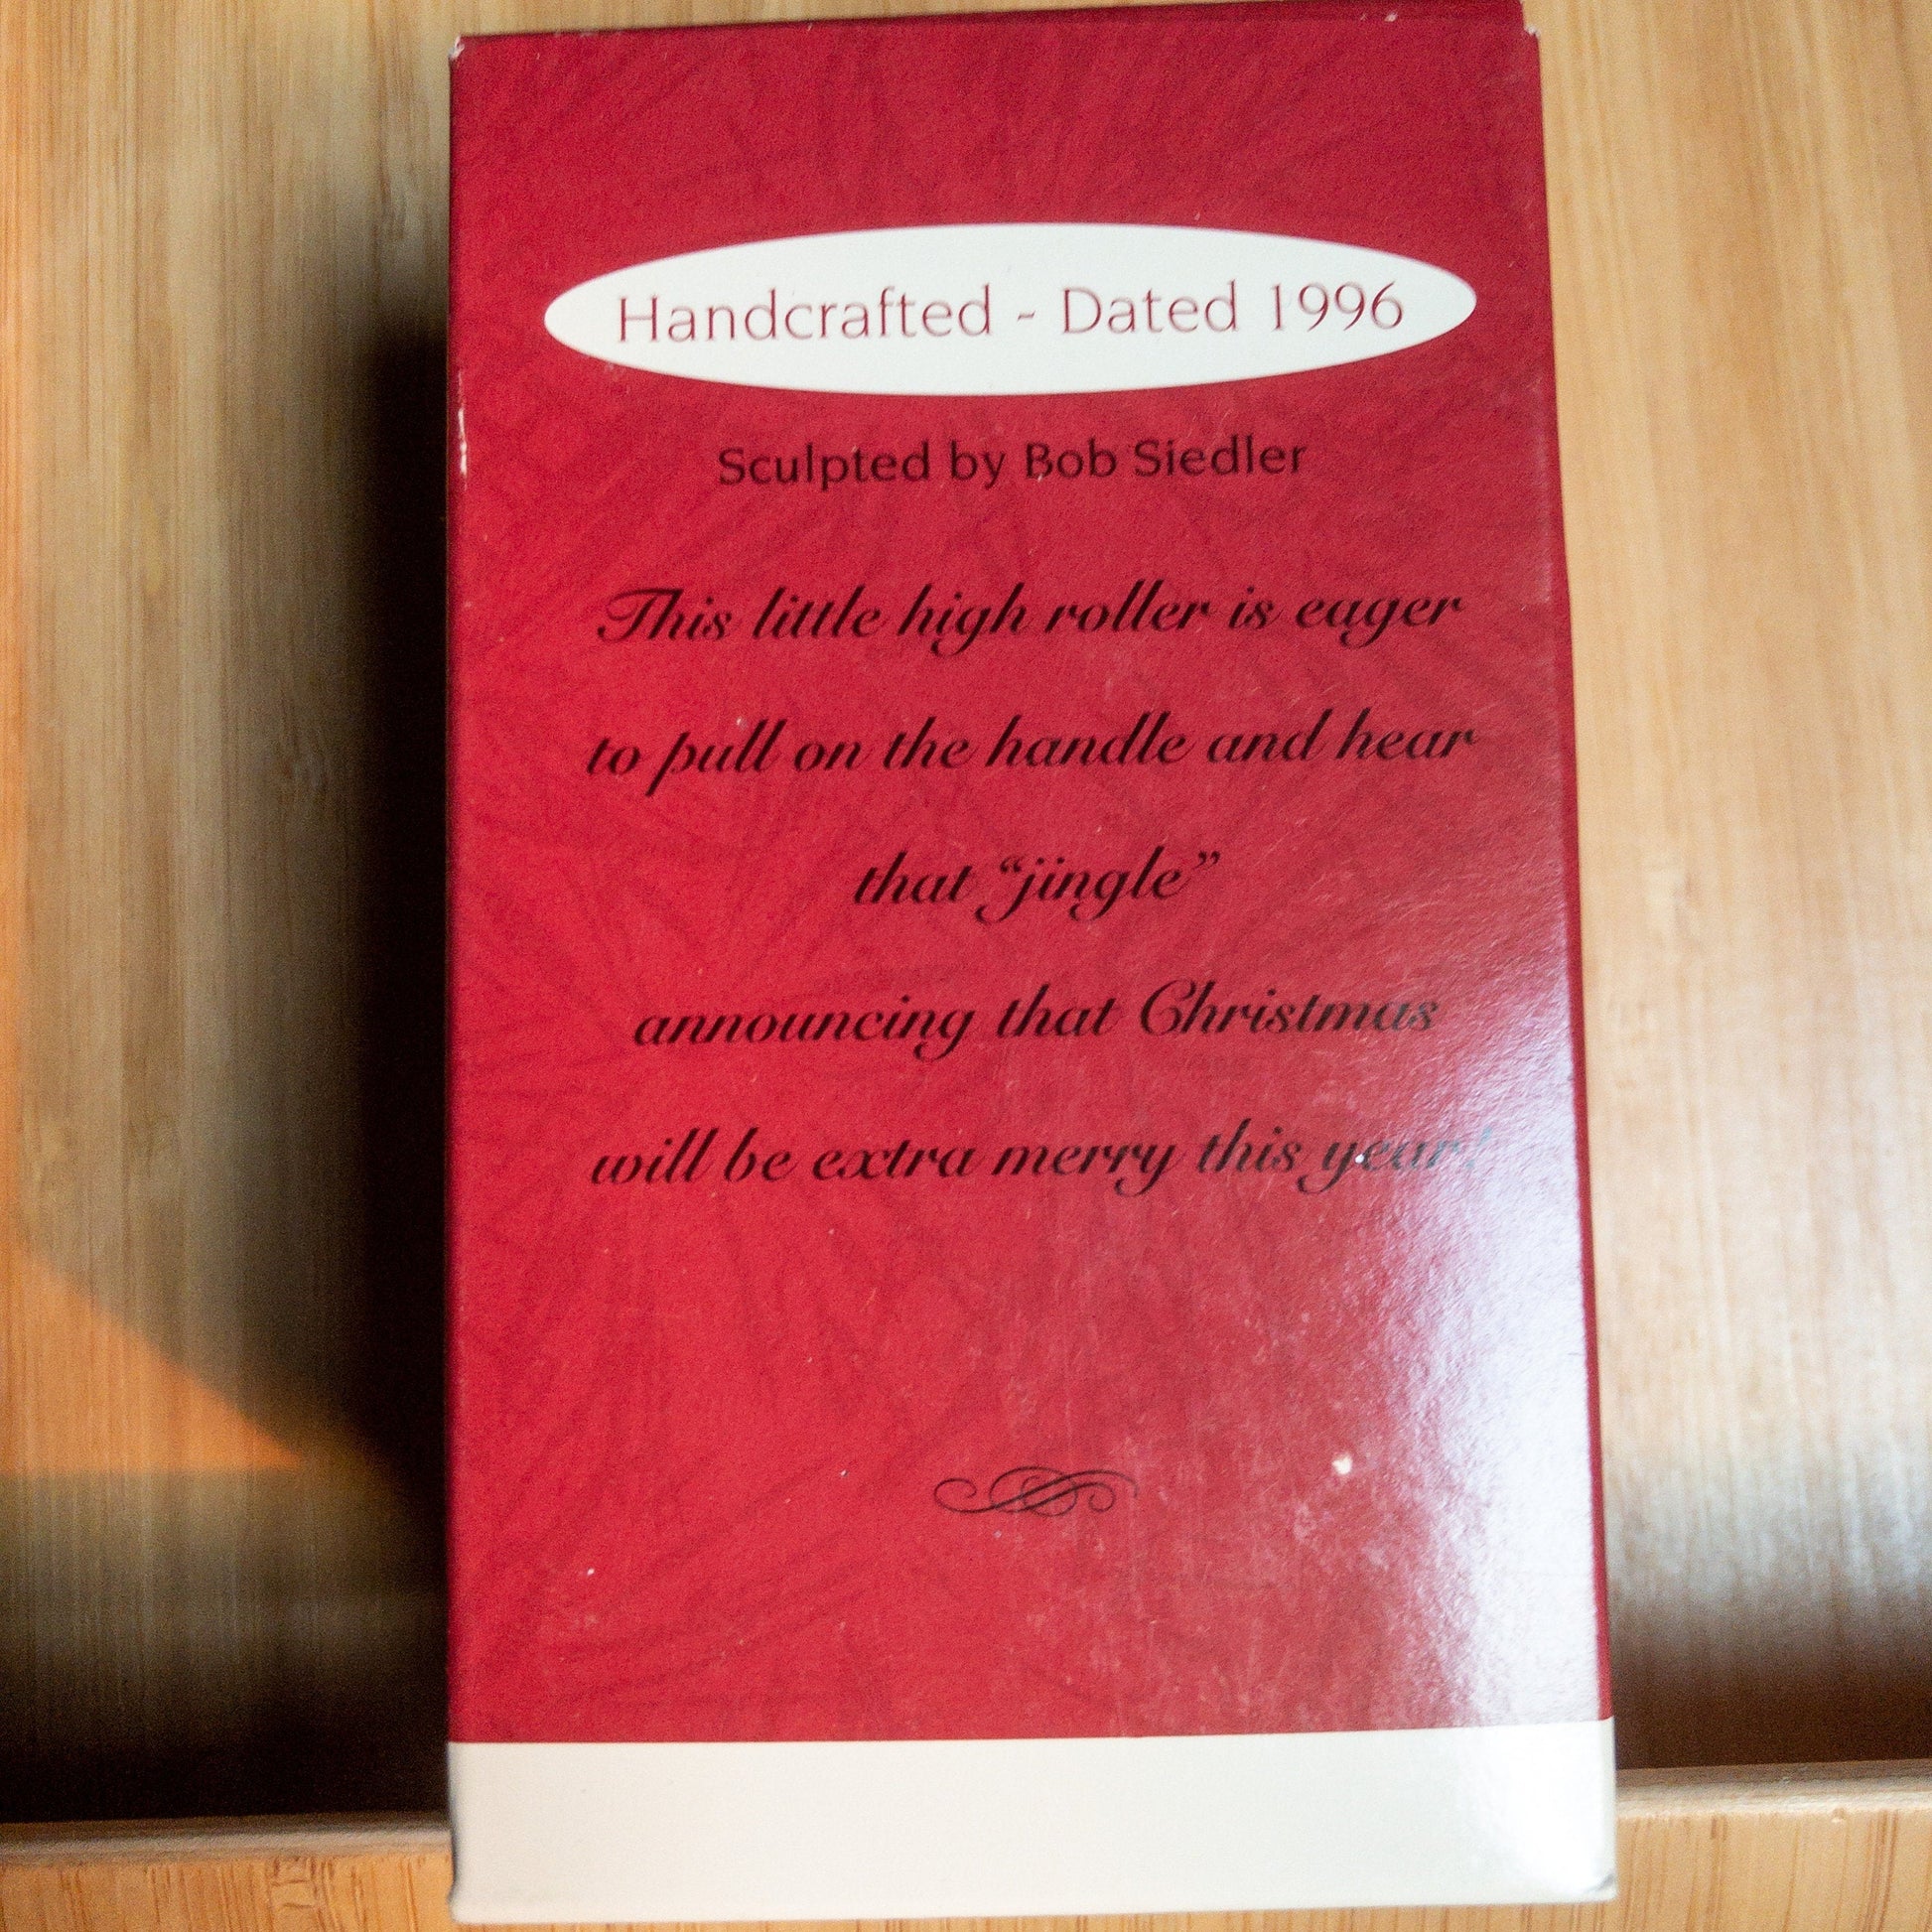 Handcrafted - Dated 1996
Sculpted by Bob Siedler
This little high roller is eager
to pull on the handle and hear
that “jingle”
announcing that Christmas
will be extra merry this year!